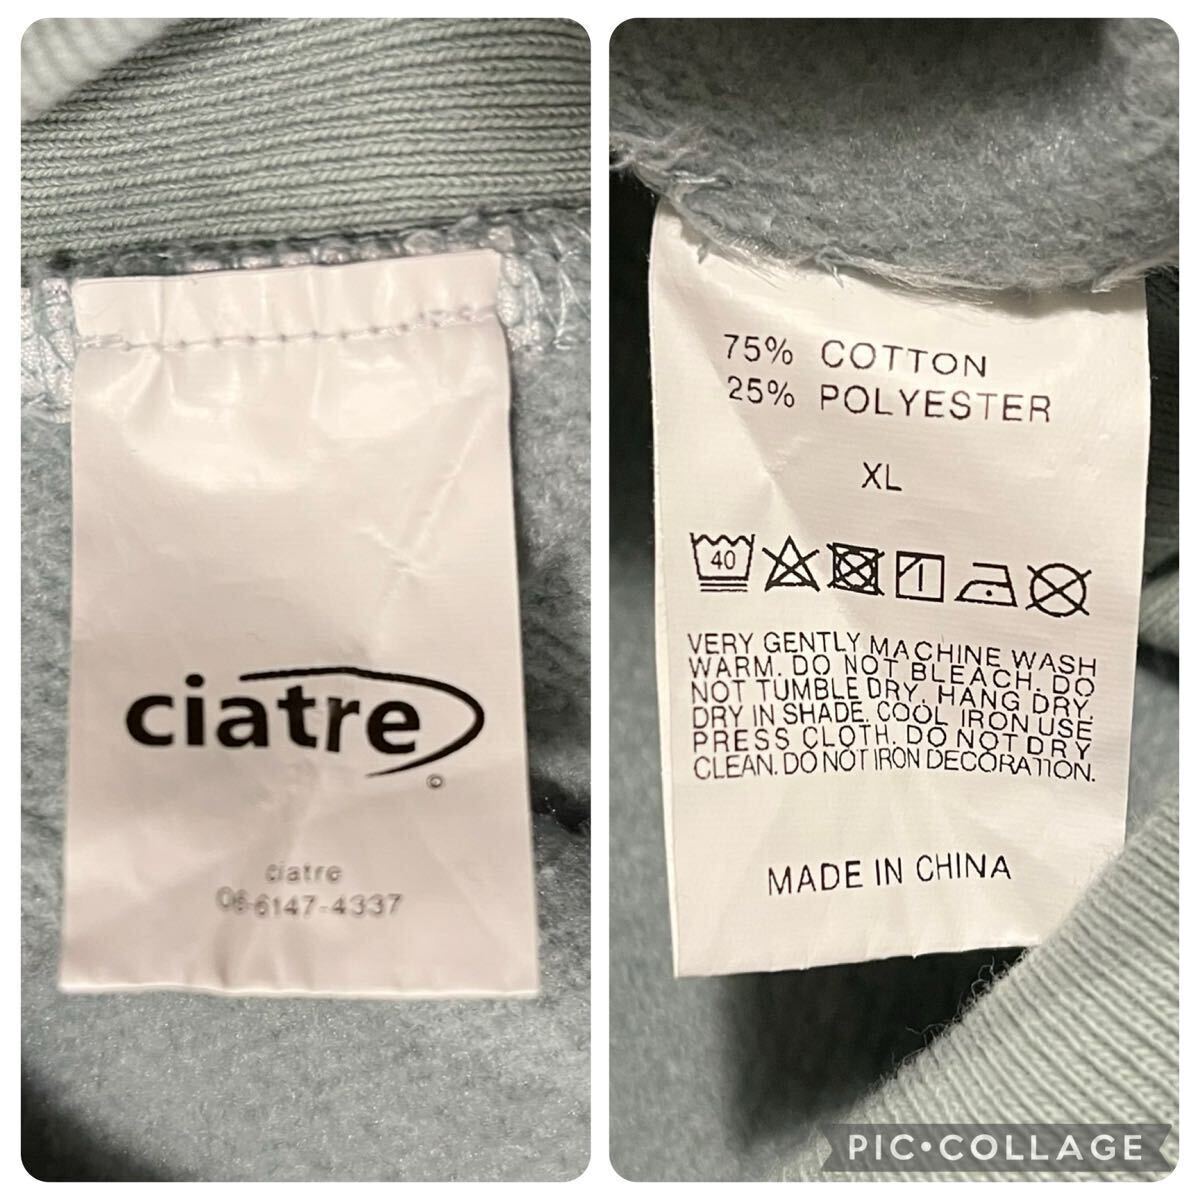 ciatre
©
ciatre
06-6147-4337
75% COTTON
25% POLYESTER
XL
40
VERY GENTLY MACHINE WASH
WARM. DO NOT BLEACH. DO
NOT TUMBLE DRY. HANG DRY.
DRY IN SHADE. COOL IRON USE
PRESS CLOTH. DO NOT DRY
CLEAN. DO NOT IRON DECORATION.
MADE IN CHINA
PIC•COLLAGE